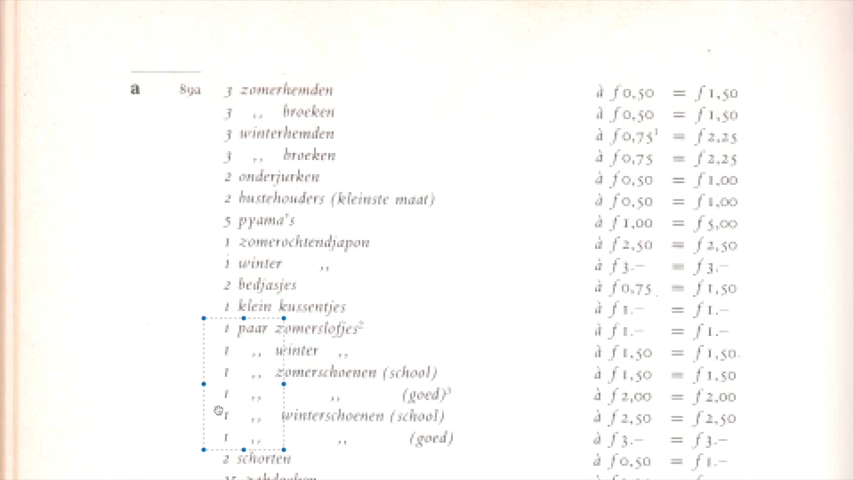 a 89a 3 zomerhemden à f 0,50 = f 1,50
3 ,, broeken à f 0,50 = f 1,50
3 winterhemden à f 0,75¹ = f 2,25
3 ,, broeken à f 0,75 = f 2,25
2 onderjurken à f 0,50 = f 1,00
2 bustehouders (kleinste maat) à f 0,50 = f 1,00
5 pyama's à f 1,00 = f 5,00
1 zomerochtendjapon à f 2,50 = f 2,50
1 winter ,, à f 3.– = f 3.–
2 bedjasjes à f 0,75 = f 1,50
1 klein kussentjes à f 1.– = f 1.–
1 paar zomerslofjes² à f 1.– = f 1.–
1 ,, winter ,, à f 1,50 = f 1,50
1 ,, zomerschoenen (school) à f 1,50 = f 1,50
1 ,, ,, (goed)³ à f 2,00 = f 2,00
1 ,, winterschoenen (school) à f 2,50 = f 2,50
1 ,, ,, (goed) à f 3.– = f 3.–
2 schorten à f 0,50 = f 1.–